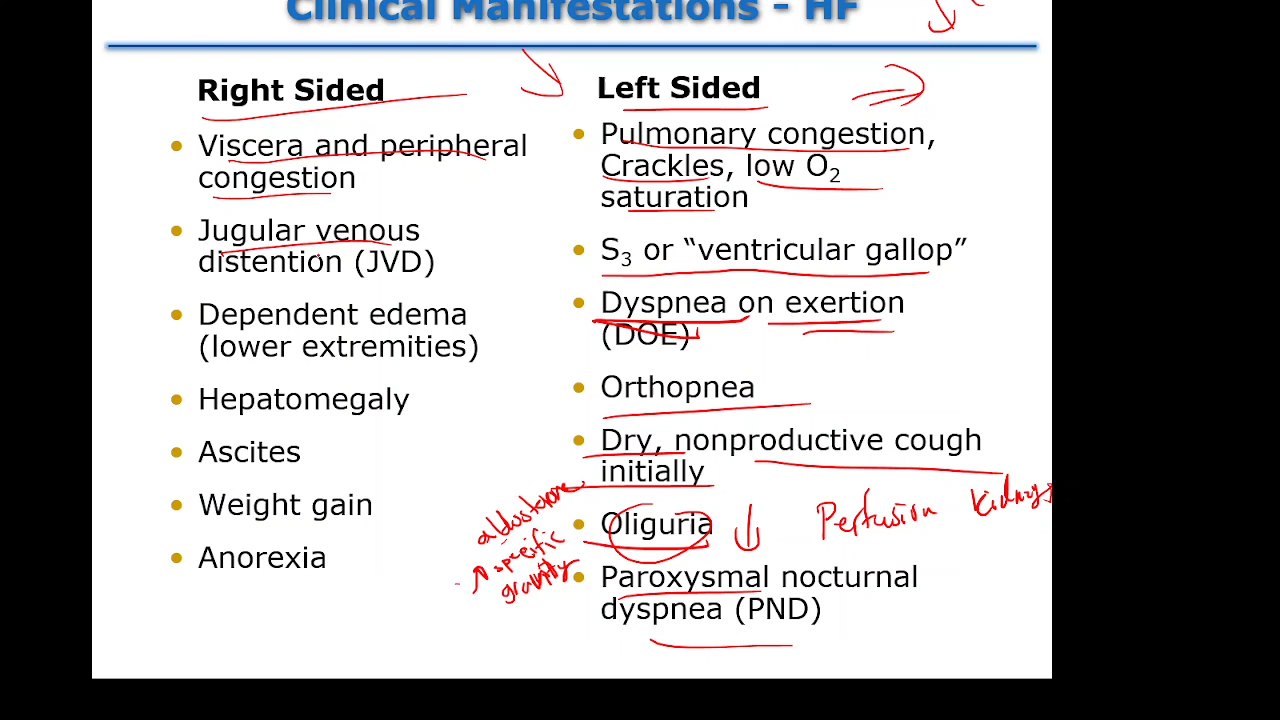 Clinical Manifestations - HF
Right Sided
• Viscera and peripheral
congestion
• Jugular venous
distention (JVD)
• Dependent edema
(lower extremities)
• Hepatomegaly
• Ascites
• Weight gain
• Anorexia
Left Sided
• Pulmonary congestion,
Crackles, low O2
saturation
• S3 or “ventricular gallop”
• Dyspnea on exertion
(DOE)
• Orthopnea
• Dry, nonproductive cough
initially
• Oliguria
↓ Perfusion kidneys
aldosterone
↑ specific
gravity
• Paroxysmal nocturnal
dyspnea (PND)